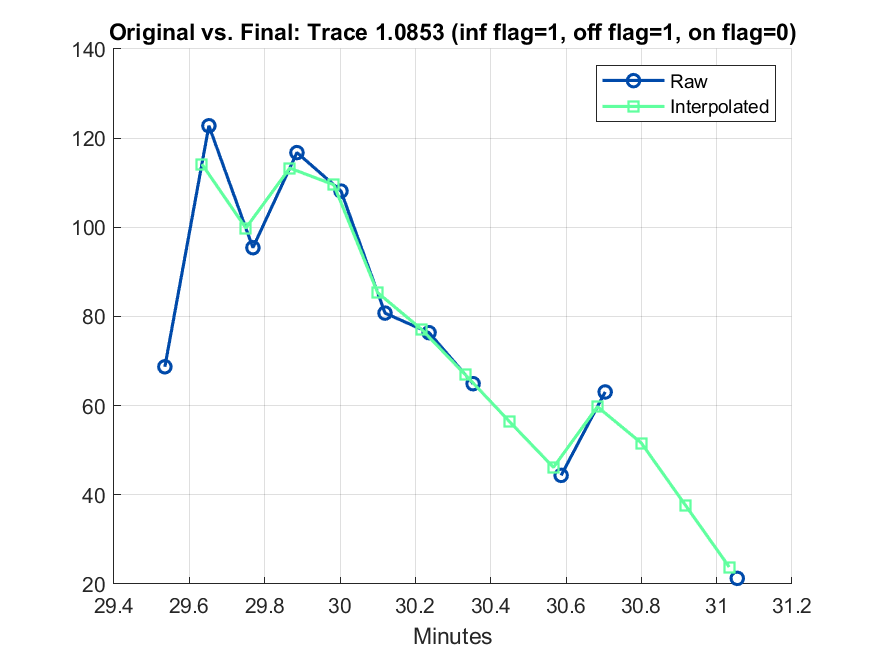 Original vs. Final: Trace 1.0853 (inf flag=1, off flag=1, on flag=0)
140
120
100
80
60
40
20
Raw
Interpolated
29.4 29.6 29.8 30 30.2 30.4 30.6 30.8 31 31.2
Minutes